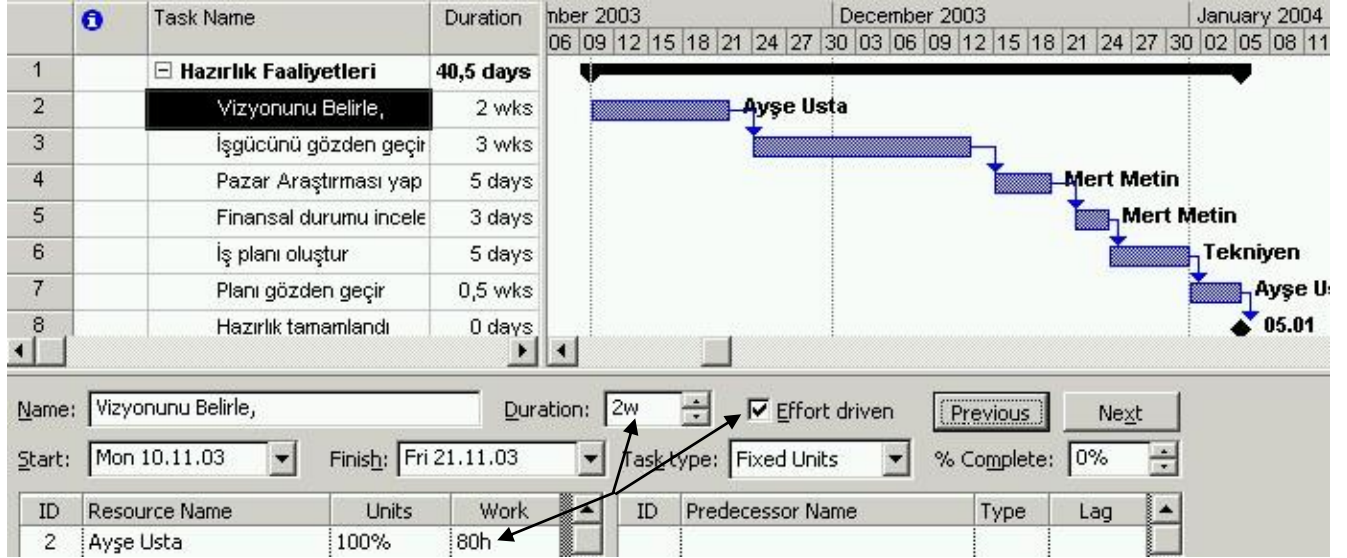 Task Name Duration mber 2003 December 2003 January 2004
06 09 12 15 18 21 24 27 30 03 06 09 12 15 18 21 24 27 30 02 05 08 11
1 Hazırlık Faaliyetleri 40,5 days
2 Vizyonunu Belirle, 2 wks Ayşe Usta
3 İşgücünü gözden geçir 3 wks
4 Pazar Araştırması yap 5 days Mert Metin
5 Finansal durumu incele 3 days Mert Metin
6 İş planı oluştur 5 days Tekniyen
7 Planı gözden geçir 0,5 wks Ayşe U
8 Hazırlık tamamlandı 0 days 05.01
Name: Vizyonunu Belirle, Duration: 2w Effort driven Previous Next
Start: Mon 10.11.03 Finish: Fri 21.11.03 Task type: Fixed Units % Complete: 0%
ID Resource Name Units Work ID Predecessor Name Type Lag
2 Ayşe Usta 100% 80h